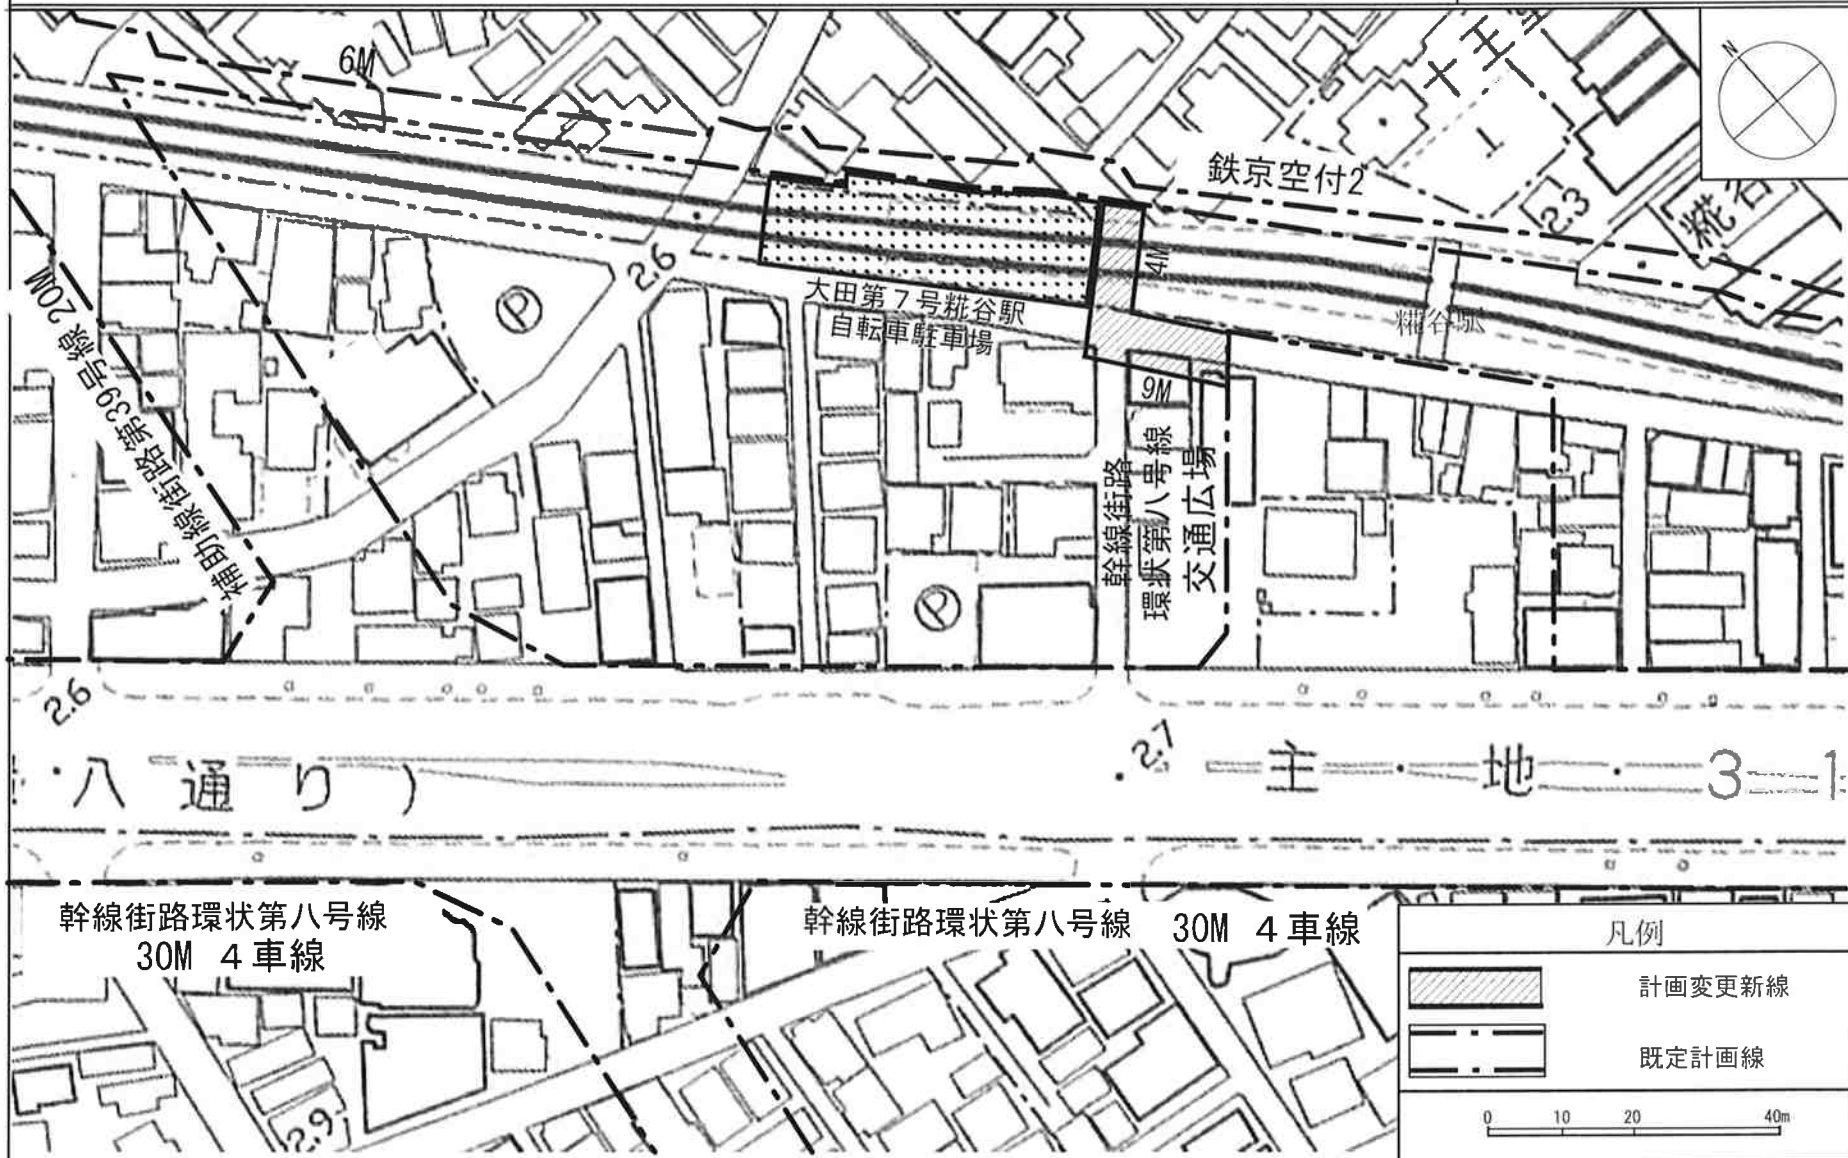 十王堂
N
6M
鉄京空付2
2.3
糀谷
2.6
4M
大田第7号糀谷駅
自転車駐車場
糀谷駅
P
9M
補助線街路第39号線 20M
幹線街路
環状第八号線
交通広場
P
2.6
八通り)
2.7
主地
3-1
幹線街路環状第八号線
30M 4車線
幹線街路環状第八号線 30M 4車線
2.9
凡例
計画変更新線
既定計画線
0 10 20 40m